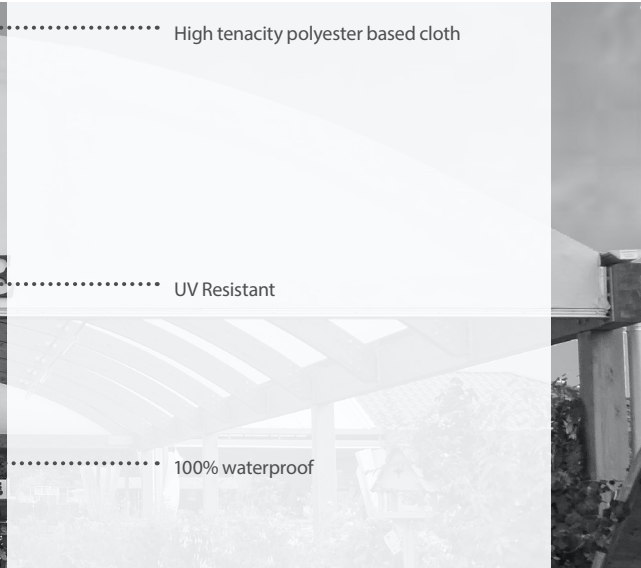 High tenacity polyester based cloth
UV Resistant
100% waterproof